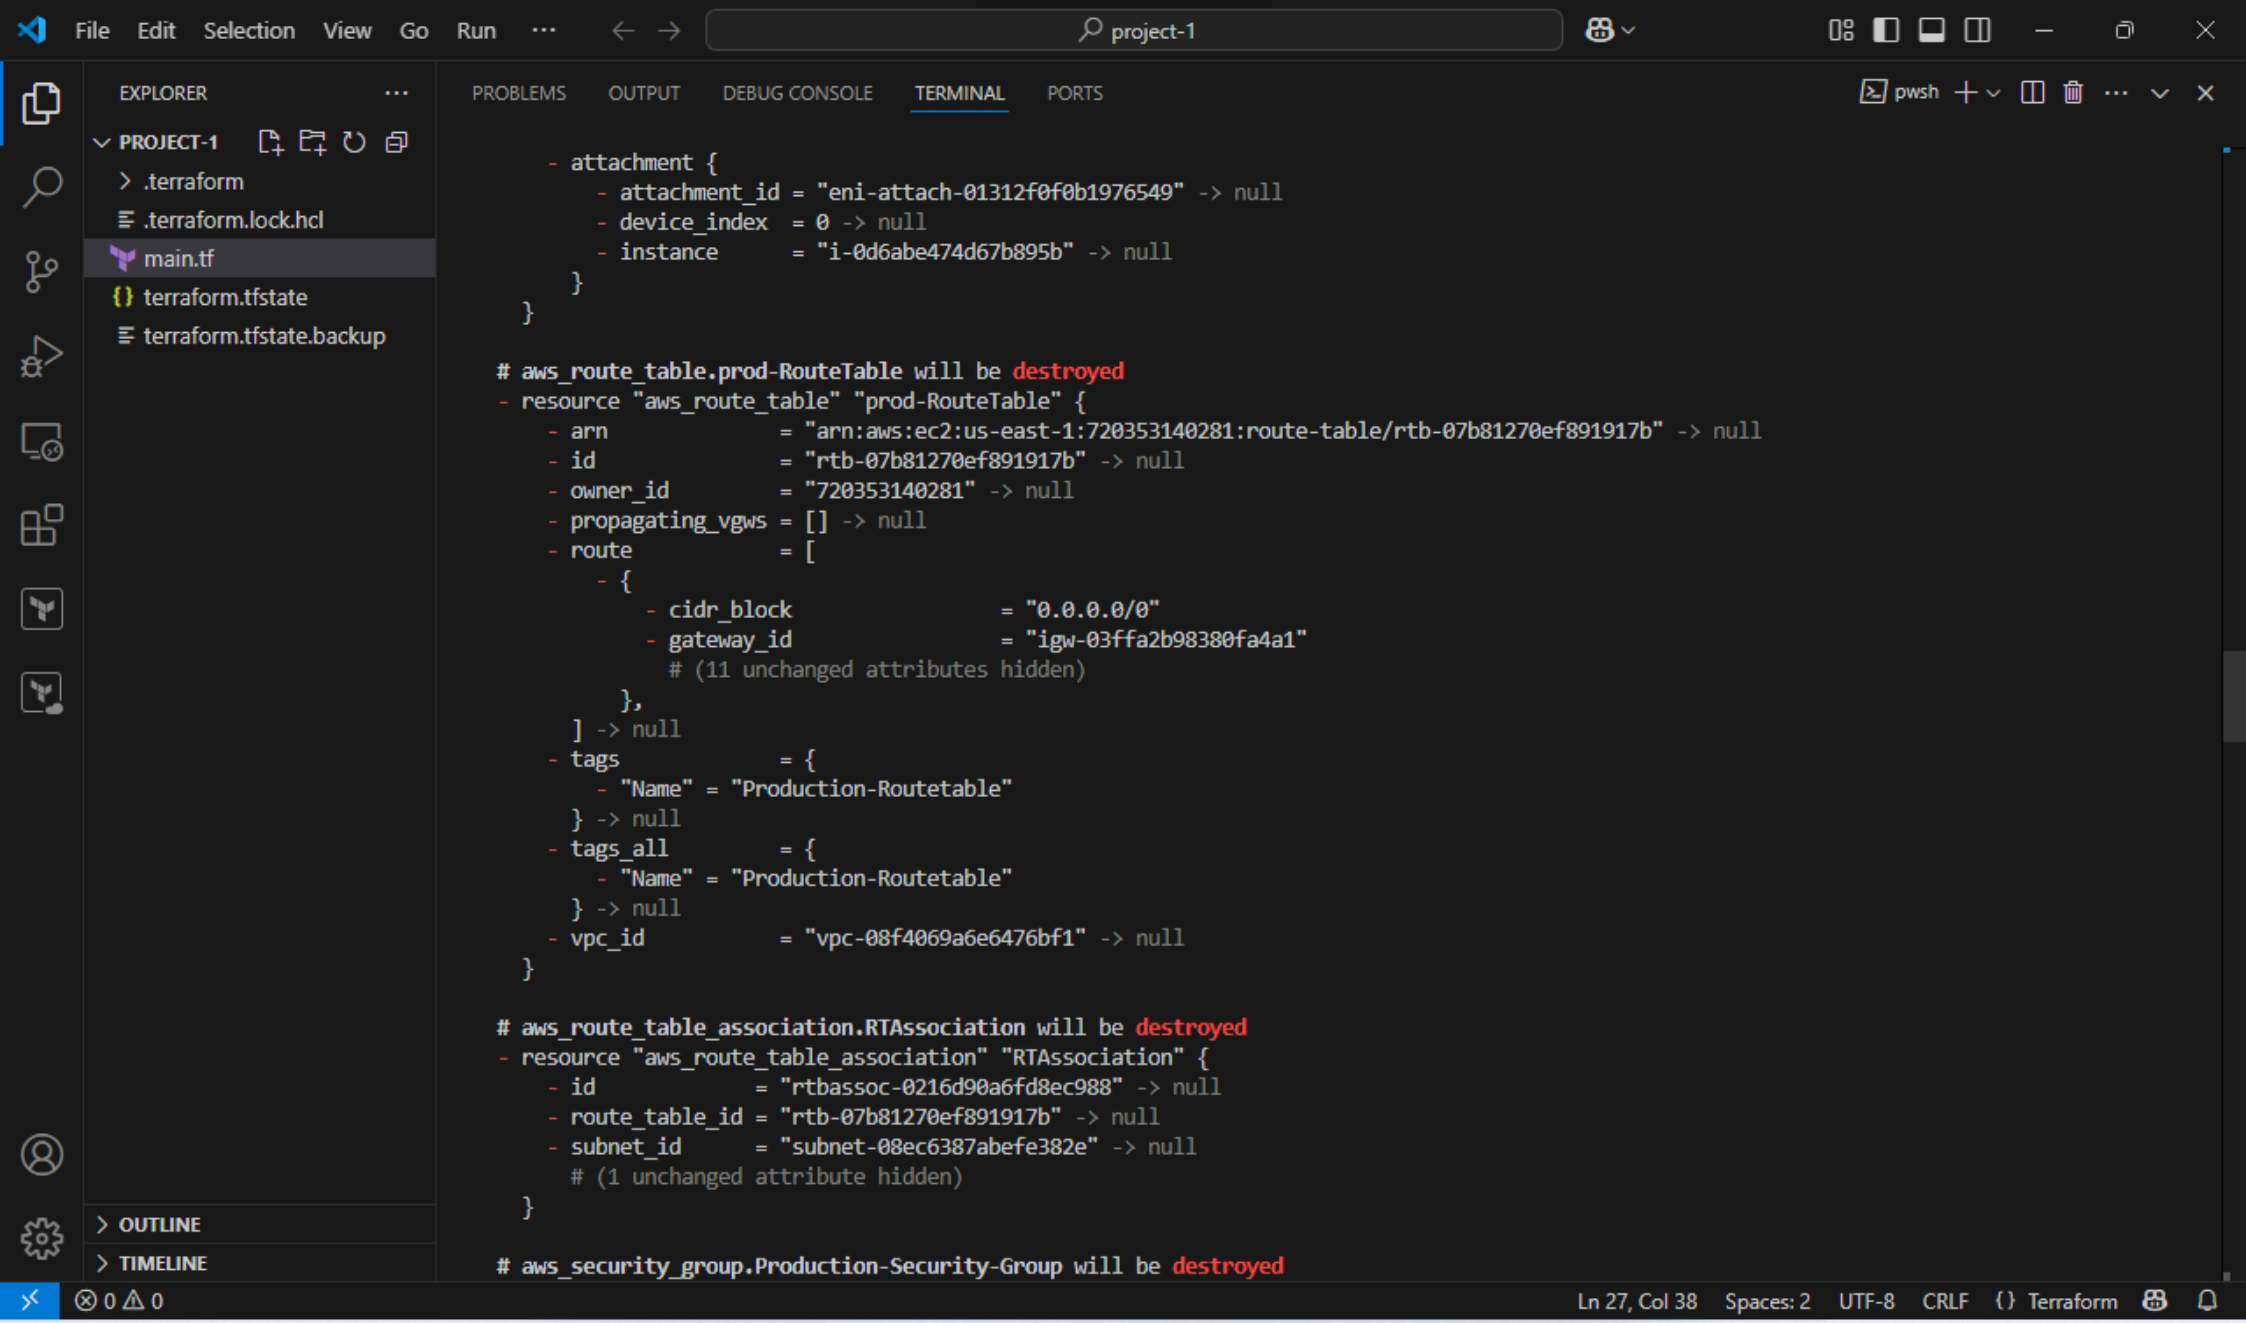 File Edit Selection View Go Run ··· project-1
EXPLORER ···
PROJECT-1
.terraform
.terraform.lock.hcl
main.tf
{} terraform.tfstate
terraform.tfstate.backup
OUTLINE
TIMELINE
PROBLEMS OUTPUT DEBUG CONSOLE TERMINAL PORTS pwsh
- attachment {
- attachment_id = "eni-attach-01312f0f0b1976549" -> null
- device_index = 0 -> null
- instance = "i-0d6abe474d67b895b" -> null
}
}
# aws_route_table.prod-RouteTable will be destroyed
- resource "aws_route_table" "prod-RouteTable" {
- arn = "arn:aws:ec2:us-east-1:720353140281:route-table/rtb-07b81270ef891917b" -> null
- id = "rtb-07b81270ef891917b" -> null
- owner_id = "720353140281" -> null
- propagating_vgws = [] -> null
- route = [
- {
- cidr_block = "0.0.0.0/0"
- gateway_id = "igw-03ffa2b98380fa4a1"
# (11 unchanged attributes hidden)
},
] -> null
- tags = {
- "Name" = "Production-Routetable"
} -> null
- tags_all = {
- "Name" = "Production-Routetable"
} -> null
- vpc_id = "vpc-08f4069a6e6476bf1" -> null
}
# aws_route_table_association.RTAssociation will be destroyed
- resource "aws_route_table_association" "RTAssociation" {
- id = "rtbassoc-0216d90a6fd8ec988" -> null
- route_table_id = "rtb-07b81270ef891917b" -> null
- subnet_id = "subnet-08ec6387abefe382e" -> null
# (1 unchanged attribute hidden)
}
# aws_security_group.Production-Security-Group will be destroyed
0 0 Ln 27, Col 38 Spaces: 2 UTF-8 CRLF {} Terraform